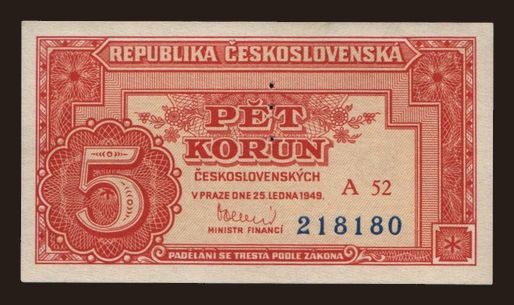 REPUBLIKA ČESKOSLOVENSKÁ
PĚT
KORUN
ČESKOSLOVENSKÝCH
V PRAZE DNE 25. LEDNA 1949.
A 52
5
218180
MINISTR FINANCÍ
PADĚLÁNÍ SE TRESTÁ PODLE ZÁKONA